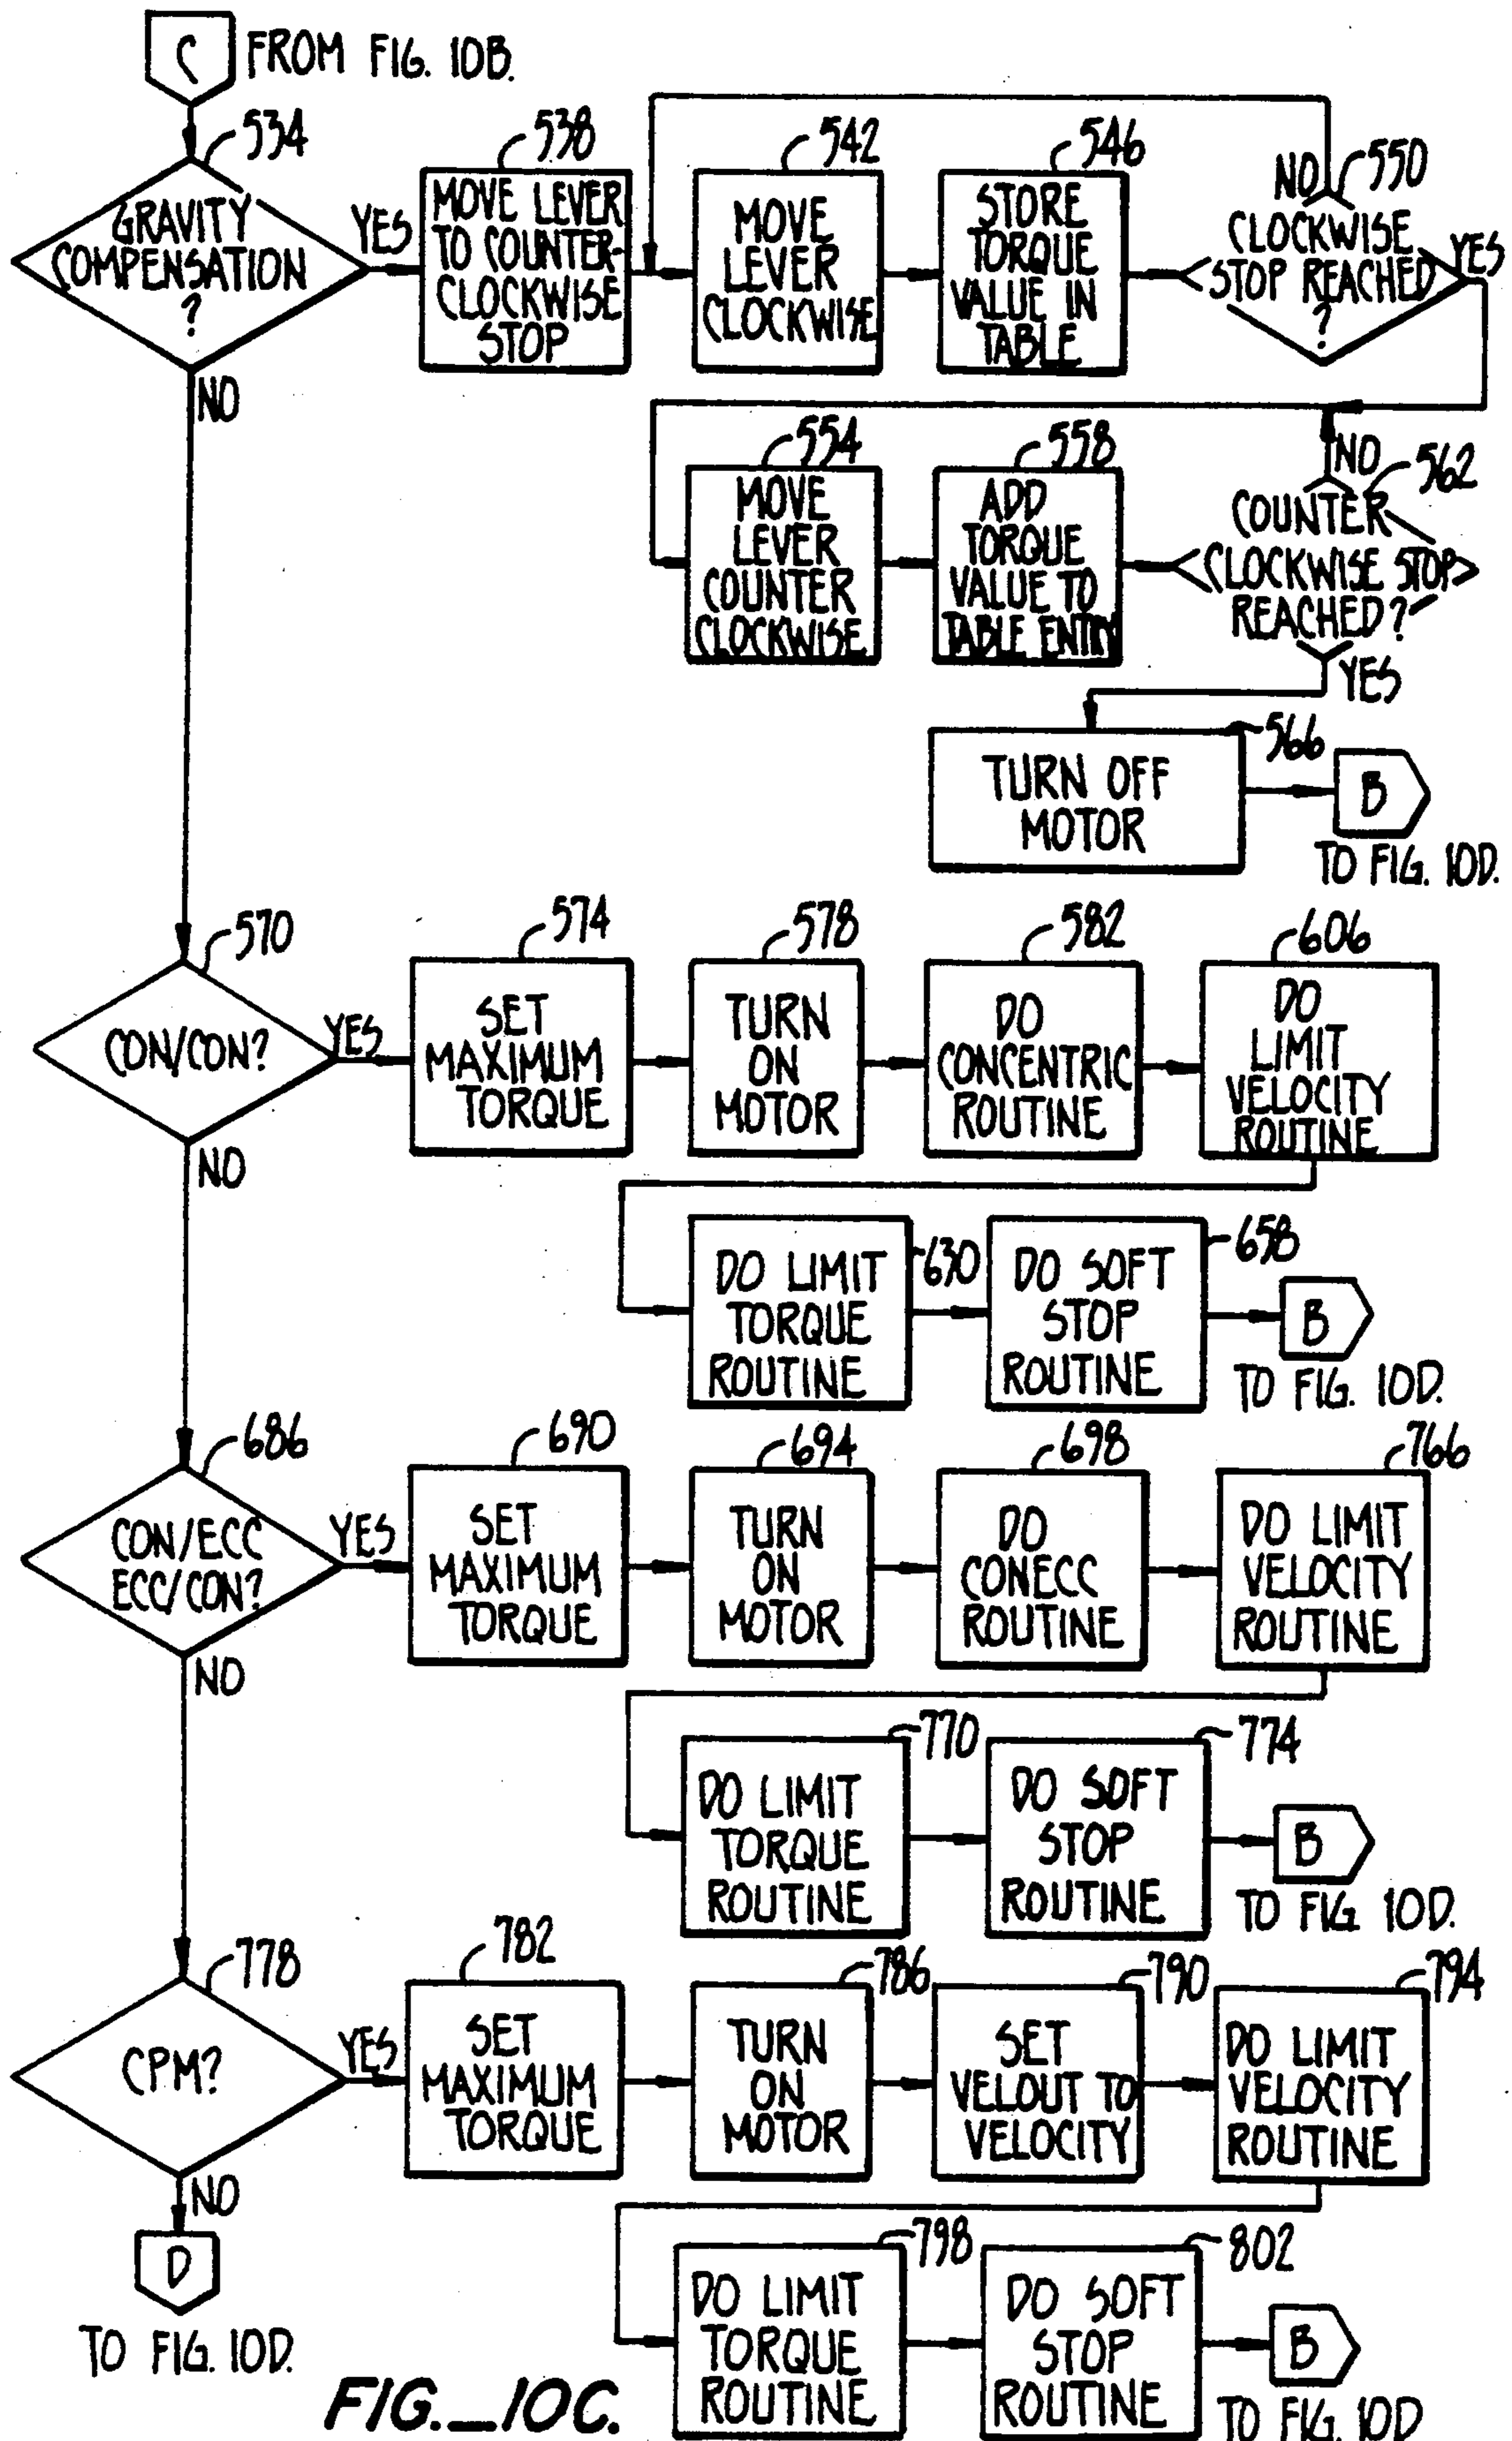 C FROM FIG. 10B.
534
538
542
546
550
GRAVITY
COMPENSATION
?
YES
MOVE LEVER
TO COUNTER-
CLOCKWISE
STOP
MOVE
LEVER
CLOCKWISE
STORE
TORQUE
VALUE IN
TABLE
NO
CLOCKWISE
STOP REACHED
?
YES
NO
554
558
562
MOVE
LEVER
COUNTER
CLOCKWISE
ADD
TORQUE
VALUE TO
TABLE ENTRY
NO
COUNTER
CLOCKWISE STOP
REACHED?
YES
566
TURN OFF
MOTOR
B
TO FIG. 10D.
570
574
578
582
606
CON/CON?
YES
SET
MAXIMUM
TORQUE
TURN
ON
MOTOR
DO
CONCENTRIC
ROUTINE
DO
LIMIT
VELOCITY
ROUTINE
NO
630
658
DO LIMIT
TORQUE
ROUTINE
DO SOFT
STOP
ROUTINE
B
TO FIG. 10D.
686
690
694
698
766
CON/ECC
ECC/CON?
YES
SET
MAXIMUM
TORQUE
TURN
ON
MOTOR
DO
CONECC
ROUTINE
DO LIMIT
VELOCITY
ROUTINE
NO
770
774
DO LIMIT
TORQUE
ROUTINE
DO SOFT
STOP
ROUTINE
B
TO FIG. 10D.
778
782
786
790
794
CPM?
YES
SET
MAXIMUM
TORQUE
TURN
ON
MOTOR
SET
VELOUT TO
VELOCITY
DO LIMIT
VELOCITY
ROUTINE
NO
D
TO FIG. 10D.
798
802
DO LIMIT
TORQUE
ROUTINE
DO SOFT
STOP
ROUTINE
B
TO FIG. 10D
FIG._10C.